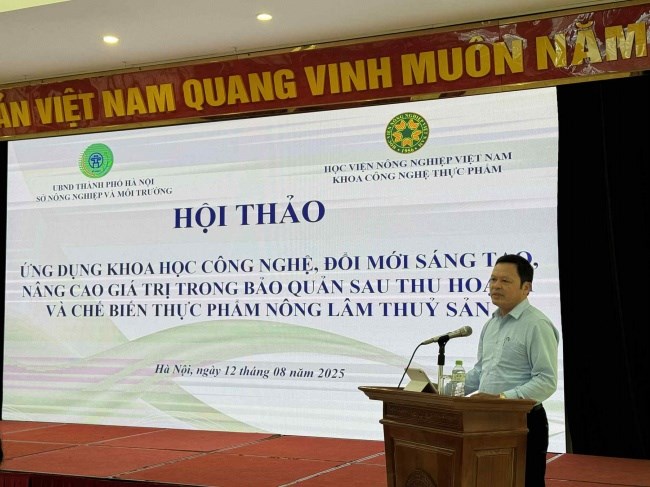 ẢN VIỆT NAM QUANG VINH MUÔN NĂM
UBND THÀNH PHỐ HÀ NỘI
SỞ NÔNG NGHIỆP VÀ MÔI TRƯỜNG
HỌC VIỆN NÔNG NGHIỆP VIỆT NAM
KHOA CÔNG NGHỆ THỰC PHẨM
HỘI THẢO
ỨNG DỤNG KHOA HỌC CÔNG NGHỆ, ĐỔI MỚI SÁNG TẠO,
NÂNG CAO GIÁ TRỊ TRONG BẢO QUẢN SAU THU HOẠ
VÀ CHẾ BIẾN THỰC PHẨM NÔNG LÂM THUỶ SẢN
Hà Nội, ngày 12 tháng 08 năm 2025